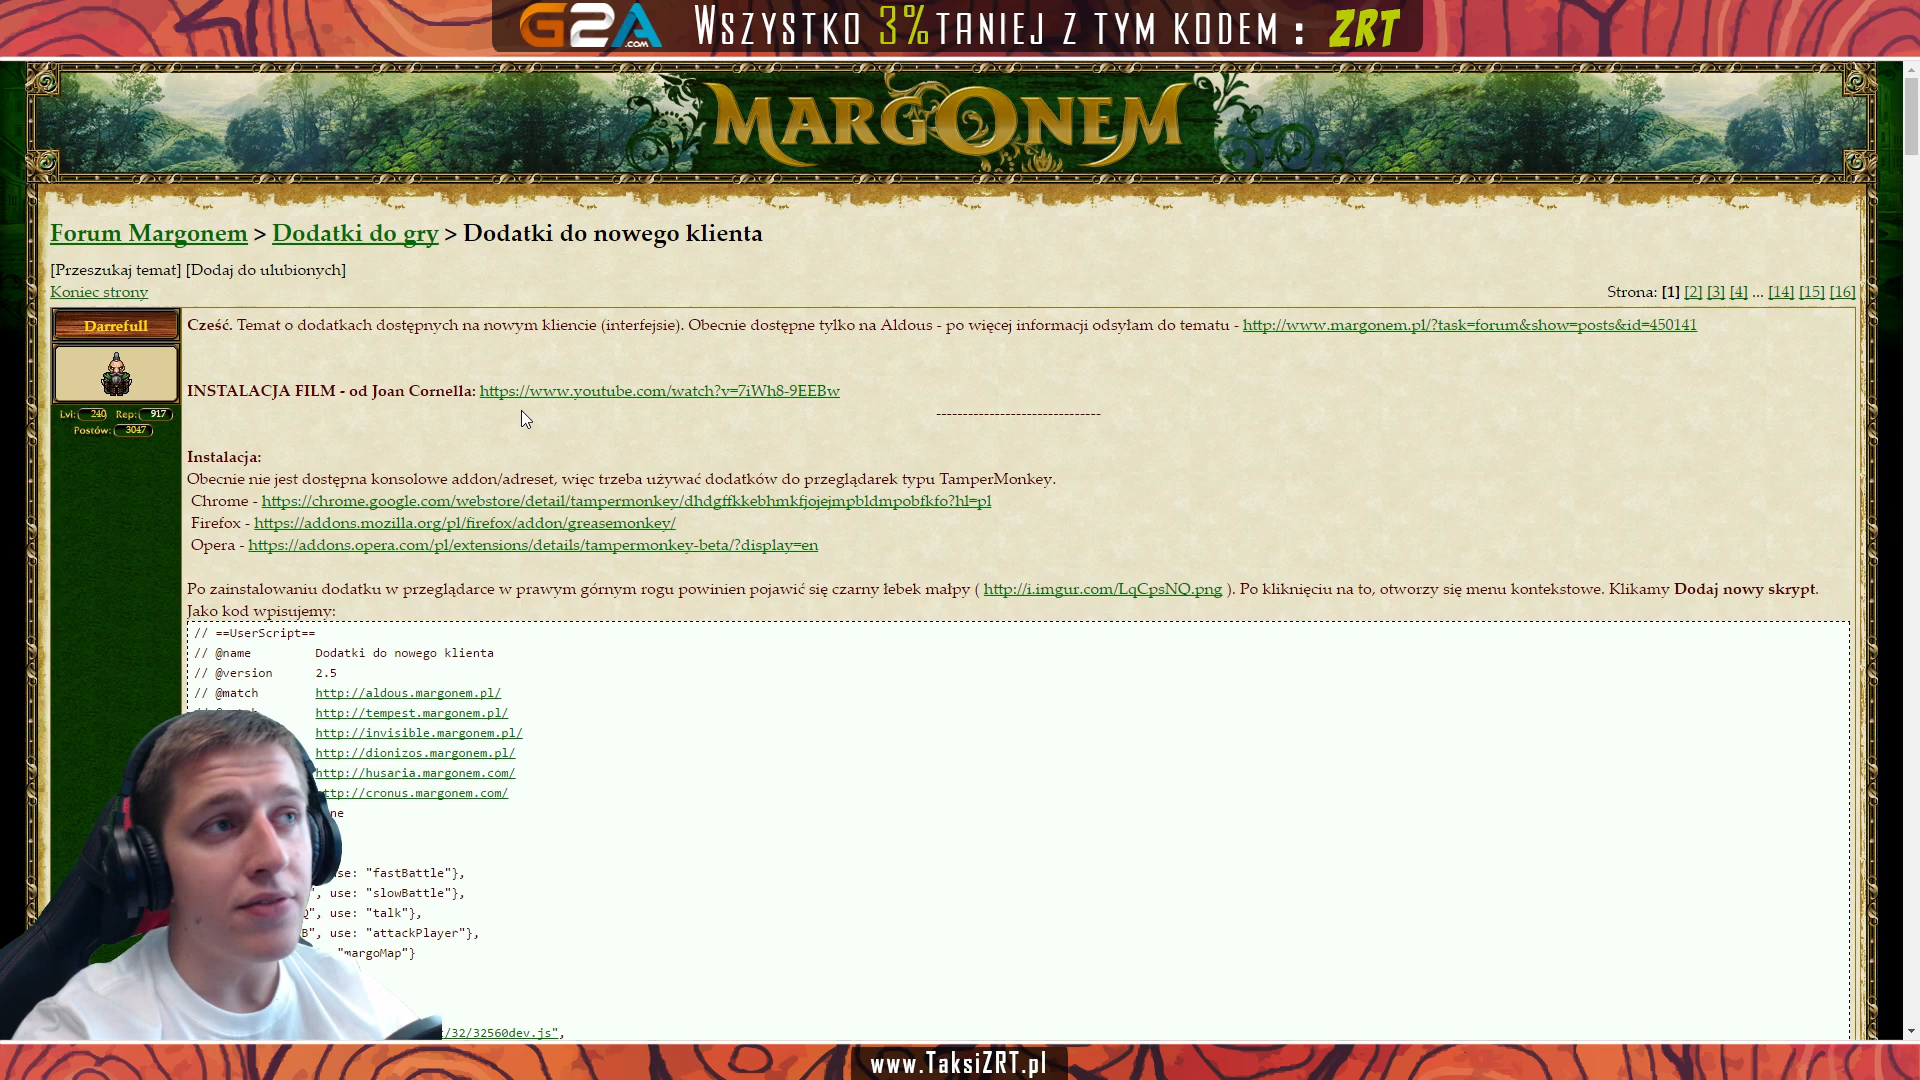 G2A.COM WSZYSTKO 3% TANIEJ Z TYM KODEM : ZRT
MARGONEM
Forum Margonem > Dodatki do gry > Dodatki do nowego klienta
[Przeszukaj temat] [Dodaj do ulubionych]
Koniec strony
Strona: [1] [2] [3] [4] ... [14] [15] [16]
Darrefull
Lvl: 240 Rep: 917
Postów: 3047
Cześć. Temat o dodatkach dostępnych na nowym kliencie (interfejsie). Obecnie dostępne tylko na Aldous - po więcej informacji odsyłam do tematu - http://www.margonem.pl/?task=forum&show=posts&id=450141
INSTALACJA FILM - od Joan Cornella: https://www.youtube.com/watch?v=7iWh8-9EEBw
--------------------------------
Instalacja:
Obecnie nie jest dostępna konsolowe addon/adreset, więc trzeba używać dodatków do przeglądarek typu TamperMonkey.
Chrome - https://chrome.google.com/webstore/detail/tampermonkey/dhdgffkkebhmkfjojejmpbldmpobfkfo?hl=pl
Firefox - https://addons.mozilla.org/pl/firefox/addon/greasemonkey/
Opera - https://addons.opera.com/pl/extensions/details/tampermonkey-beta/?display=en
Po zainstalowaniu dodatku w przeglądarce w prawym górnym rogu powinien pojawić się czarny łebek małpy ( http://i.imgur.com/LqCpsNQ.png ). Po kliknięciu na to, otworzy się menu kontekstowe. Klikamy Dodaj nowy skrypt.
Jako kod wpisujemy:
// ==UserScript==
// @name Dodatki do nowego klienta
// @version 2.5
// @match http://aldous.margonem.pl/
http://tempest.margonem.pl/
http://invisible.margonem.pl/
http://dionizos.margonem.pl/
http://husaria.margonem.com/
http://cronus.margonem.com/
ne
use: "fastBattle"},
", use: "slowBattle"},
Q", use: "talk"},
B", use: "attackPlayer"},
"margoMap"}
/32/32560dev.js",
www.TaksiZRT.pl